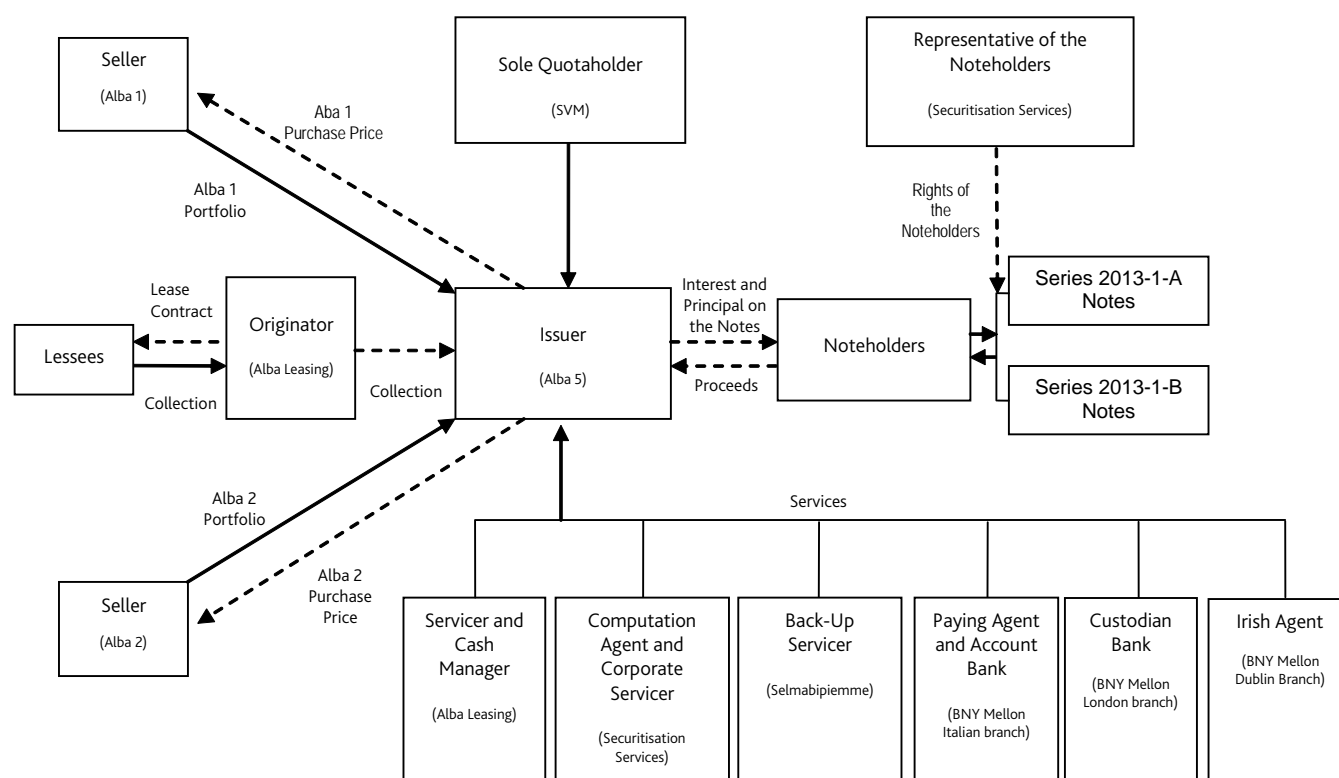 Seller
(Alba 1)
Aba 1
Purchase Price
Alba 1
Portfolio
Sole Quotaholder
(SVM)
Representative of the
Noteholders
(Securitisation Services)
Rights of
the
Noteholders
Lessees
Lease
Contract
Collection
Originator
(Alba Leasing)
Collection
Issuer
(Alba 5)
Interest and
Principal on
the Notes
Proceeds
Noteholders
Series 2013-1-A
Notes
Series 2013-1-B
Notes
Alba 2
Portfolio
Alba 2
Purchase
Price
Seller
(Alba 2)
Services
Servicer and
Cash
Manager
(Alba Leasing)
Computation
Agent and
Corporate
Servicer
(Securitisation
Services)
Back-Up
Servicer
(Selmabipiemme)
Paying Agent
and Account
Bank
(BNY Mellon
Italian branch)
Custodian
Bank
(BNY Mellon
London branch)
Irish Agent
(BNY Mellon
Dublin Branch)